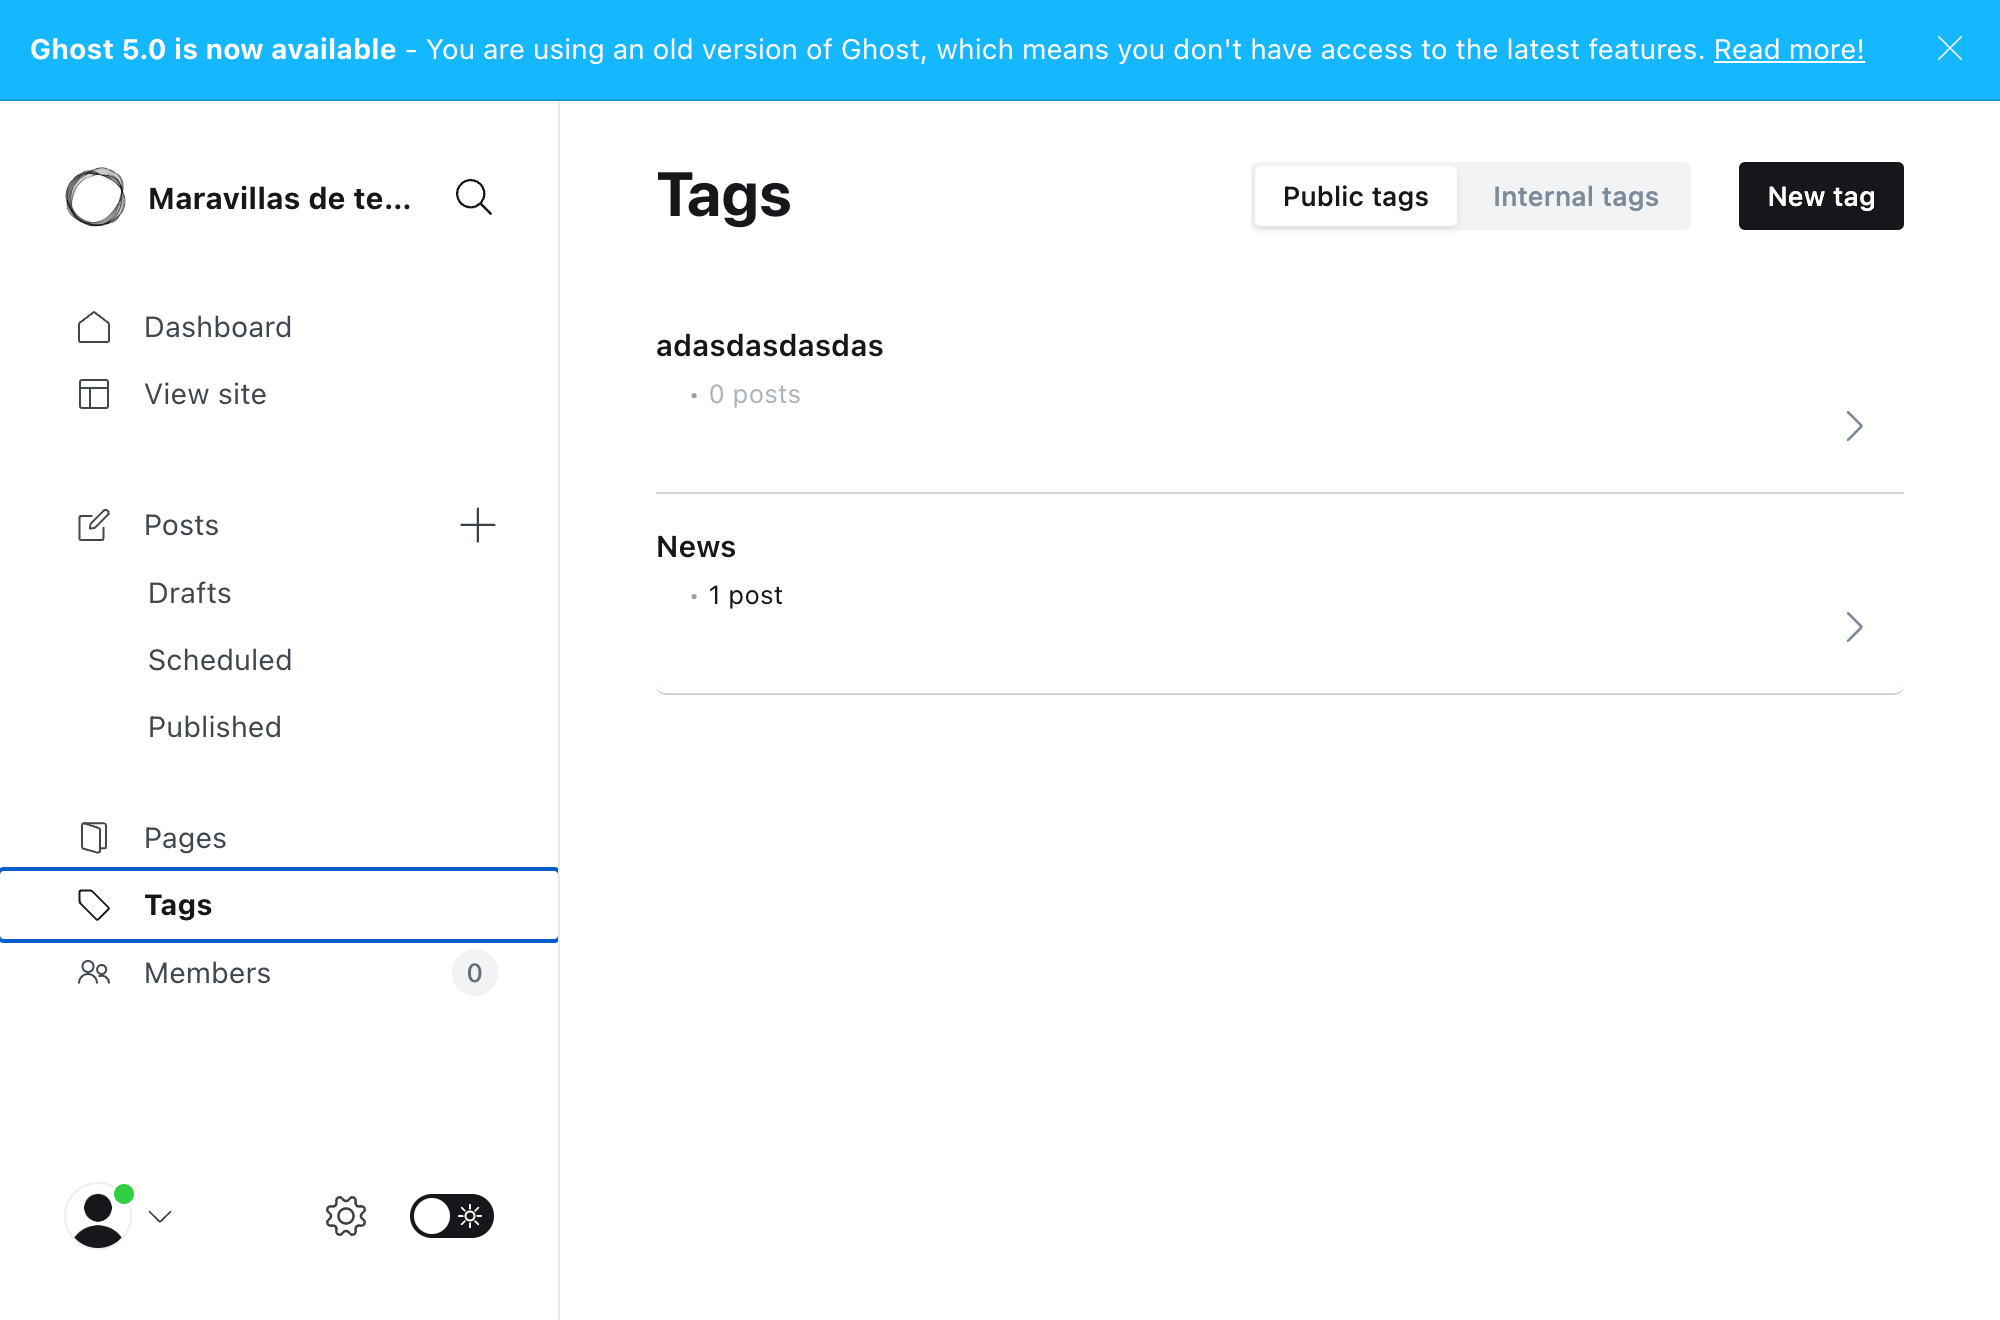 Ghost 5.0 is now available - You are using an old version of Ghost, which means you don't have access to the latest features. Read more!
Maravillas de te...
Dashboard
View site
Posts
Drafts
Scheduled
Published
Pages
Tags
Members 0
Tags
Public tags Internal tags New tag
adasdasdasdas
• 0 posts
News
• 1 post